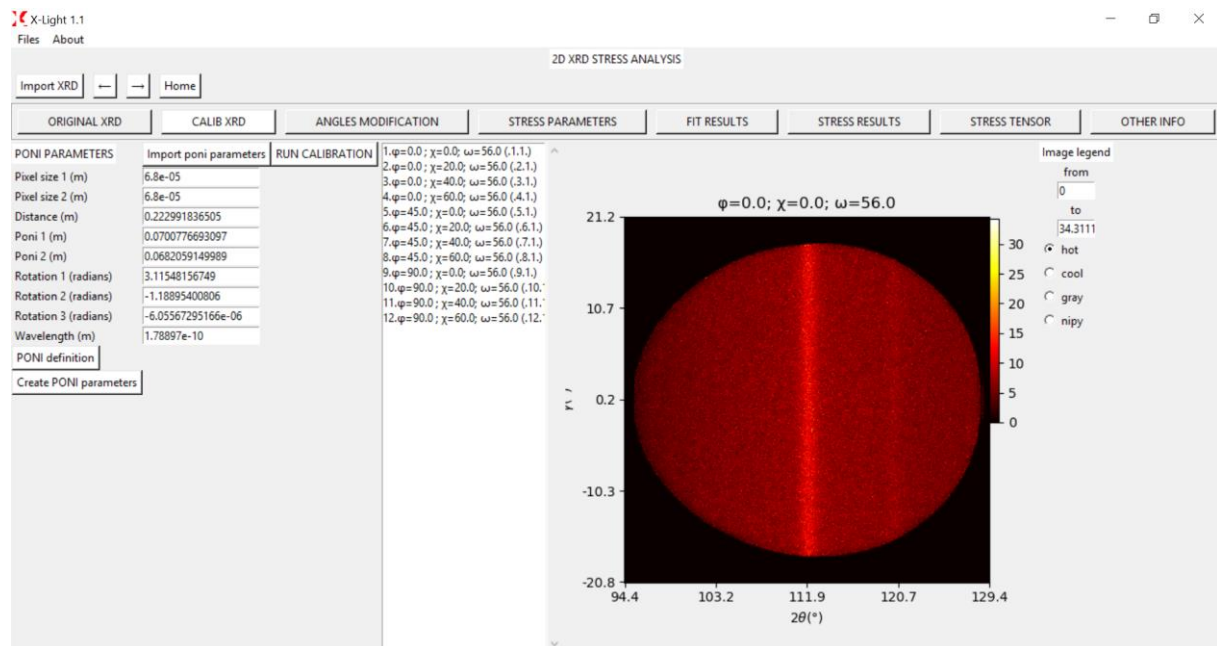 X-Light 1.1
Files About
2D XRD STRESS ANALYSIS
Import XRD ← → Home
ORIGINAL XRD CALIB XRD ANGLES MODIFICATION STRESS PARAMETERS FIT RESULTS STRESS RESULTS STRESS TENSOR OTHER INFO
PONI PARAMETERS Import poni parameters RUN CALIBRATION
Pixel size 1 (m) 6.8e-05
Pixel size 2 (m) 6.8e-05
Distance (m) 0.222991836505
Poni 1 (m) 0.0700776693097
Poni 2 (m) 0.0682059149989
Rotation 1 (radians) 3.11548156749
Rotation 2 (radians) -1.18895400806
Rotation 3 (radians) -6.05567295166e-06
Wavelength (m) 1.78897e-10
PONI definition
Create PONI parameters
1.φ=0.0 ; χ=0.0; ω=56.0 (.1.1.)
2.φ=0.0 ; χ=20.0; ω=56.0 (.2.1.)
3.φ=0.0 ; χ=40.0; ω=56.0 (.3.1.)
4.φ=0.0 ; χ=60.0; ω=56.0 (.4.1.)
5.φ=45.0 ; χ=0.0; ω=56.0 (.5.1.)
6.φ=45.0 ; χ=20.0; ω=56.0 (.6.1.)
7.φ=45.0 ; χ=40.0; ω=56.0 (.7.1.)
8.φ=45.0 ; χ=60.0; ω=56.0 (.8.1.)
9.φ=90.0 ; χ=0.0; ω=56.0 (.9.1.)
10.φ=90.0 ; χ=20.0; ω=56.0 (.10.
11.φ=90.0 ; χ=40.0; ω=56.0 (.11.
12.φ=90.0 ; χ=60.0; ω=56.0 (.12.
φ=0.0; χ=0.0; ω=56.0
21.2
10.7
0.2
-10.3
-20.8
94.4 103.2 111.9 120.7 129.4
2θ(°)
30
25
20
15
10
5
0
Image legend
from
0
to
34.3111
hot
cool
gray
nipy